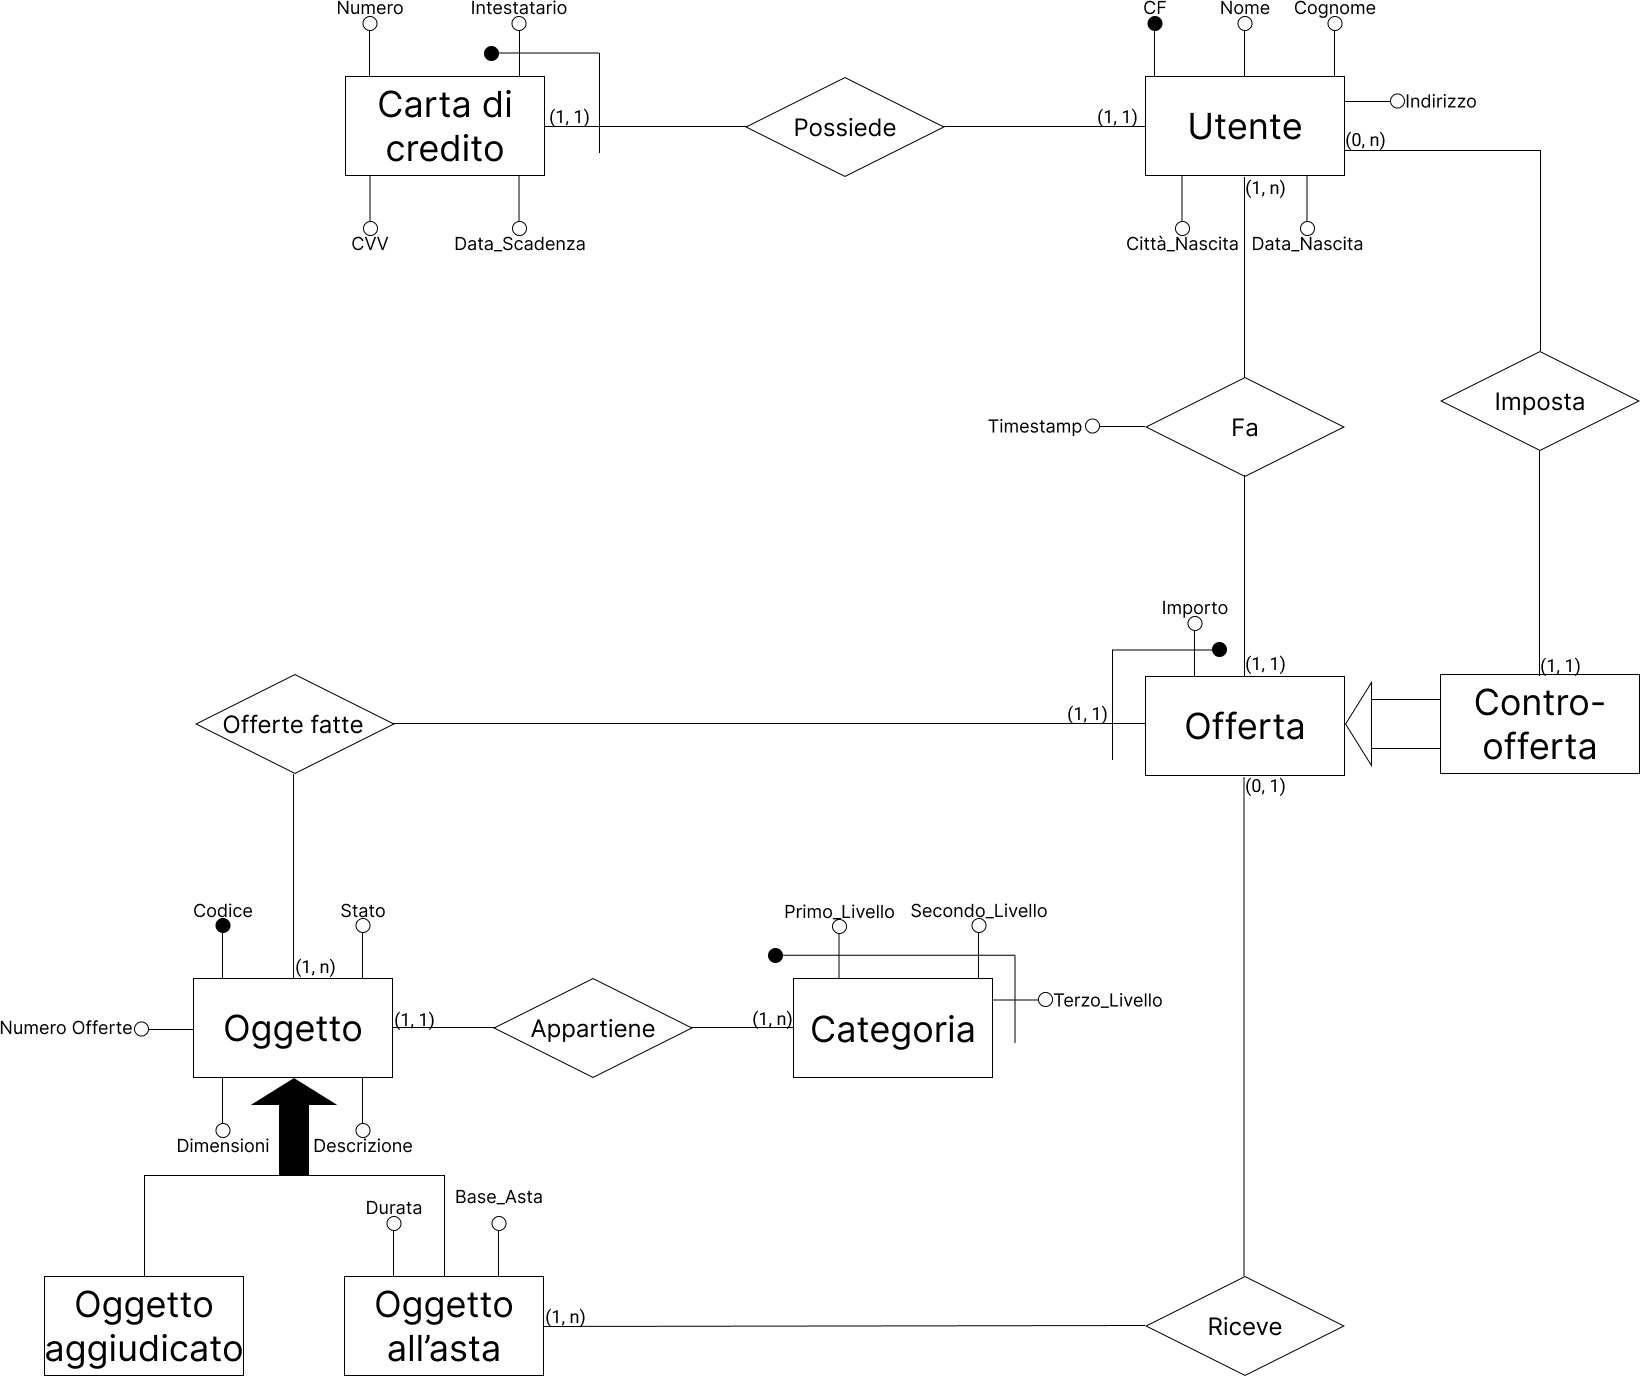 Numero
Intestatario
CF
Nome
Cognome
Carta di
credito
(1, 1)
Possiede
(1, 1)
Utente
Indirizzo
(0, n)
(1, n)
CVV
Data_Scadenza
Città_Nascita
Data_Nascita
Timestamp
Fa
Imposta
Importo
(1, 1)
(1, 1)
Offerte fatte
(1, 1)
Offerta
Contro-
offerta
(0, 1)
Codice
Stato
Primo_Livello
Secondo_Livello
(1, n)
Numero Offerte
Oggetto
(1, 1)
Appartiene
(1, n)
Categoria
Terzo_Livello
Dimensioni
Descrizione
Durata
Base_Asta
Oggetto
aggiudicato
Oggetto
all’asta
(1, n)
Riceve